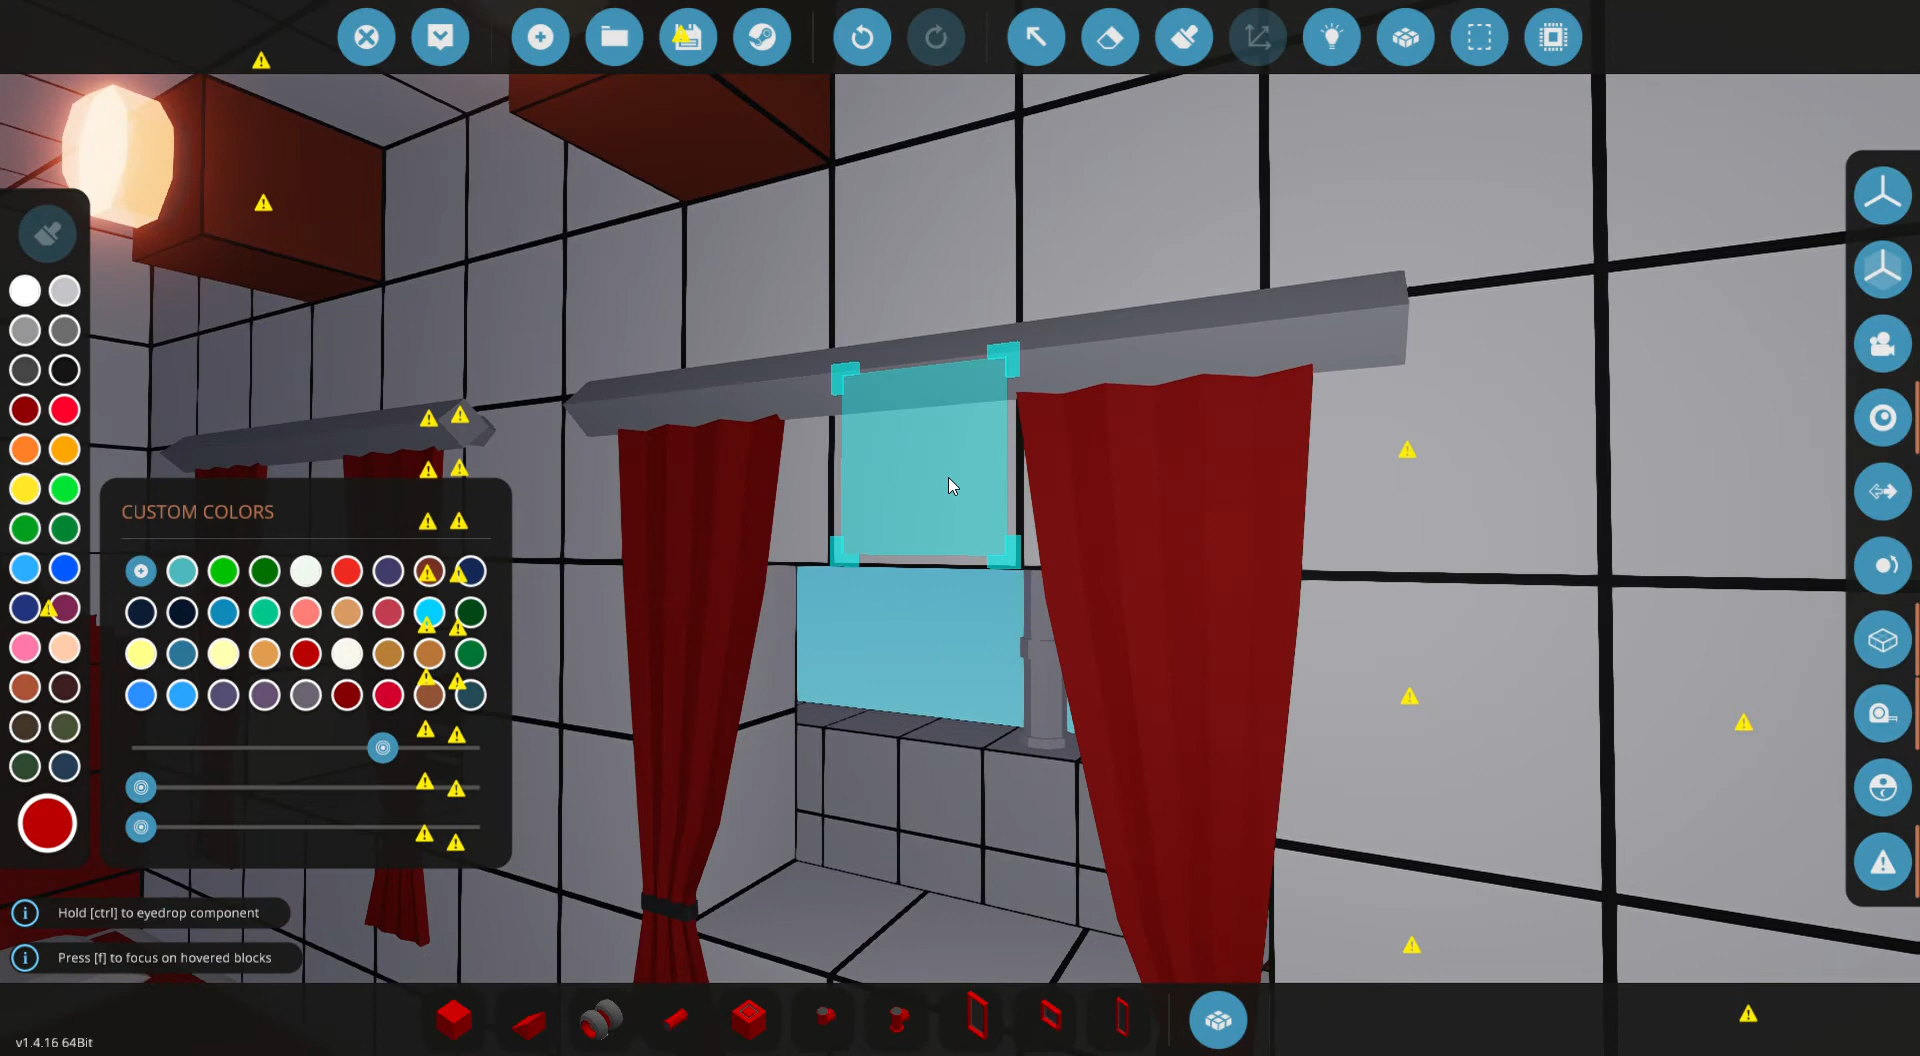 CUSTOM COLORS
Hold [ctrl] to eyedrop component
Press [f] to focus on hovered blocks
v1.4.16 64Bit